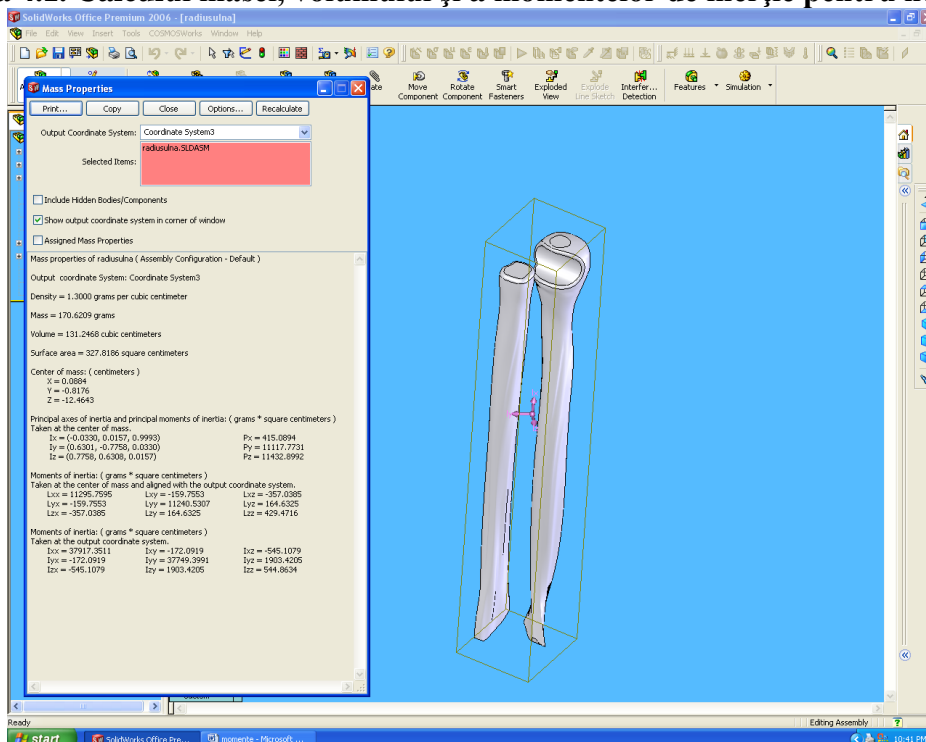 SolidWorks Office Premium 2006 - [radiusulna]
File Edit View Insert Tools COSMOSWorks Window Help
Move Component
Rotate Component
Smart Fasteners
Exploded View
Explode Line Sketch
Interfer... Detection
Features
Simulation
Mass Properties
Print... Copy Close Options... Recalculate
Output Coordinate System: Coordinate System3
Selected Items: radiusulna.SLDASM
Include Hidden Bodies/Components
Show output coordinate system in corner of window
Assigned Mass Properties
Mass properties of radiusulna ( Assembly Configuration - Default )
Output coordinate System: Coordinate System3
Density = 1.3000 grams per cubic centimeter
Mass = 170.6209 grams
Volume = 131.2468 cubic centimeters
Surface area = 327.8186 square centimeters
Center of mass: ( centimeters )
X = 0.0884
Y = -0.8176
Z = -12.4643
Principal axes of inertia and principal moments of inertia: ( grams * square centimeters )
Taken at the center of mass.
Ix = (-0.0330, 0.0157, 0.9993) Px = 415.0894
Iy = (0.6301, -0.7758, 0.0330) Py = 11117.7731
Iz = (0.7758, 0.6308, 0.0157) Pz = 11432.8992
Moments of inertia: ( grams * square centimeters )
Taken at the center of mass and aligned with the output coordinate system.
Lxx = 11295.7595 Lxy = -159.7553 Lxz = -357.0385
Lyx = -159.7553 Lyy = 11240.5307 Lyz = 164.6325
Lzx = -357.0385 Lzy = 164.6325 Lzz = 429.4716
Moments of inertia: ( grams * square centimeters )
Taken at the output coordinate system.
Ixx = 37917.3511 Ixy = -172.0919 Ixz = -545.1079
Iyx = -172.0919 Iyy = 37749.3991 Iyz = 1903.4205
Izx = -545.1079 Izy = 1903.4205 Izz = 544.8634
Ready
Editing Assembly
start SolidWorks Office Pre... momente - Microsoft ... 10:41 PM